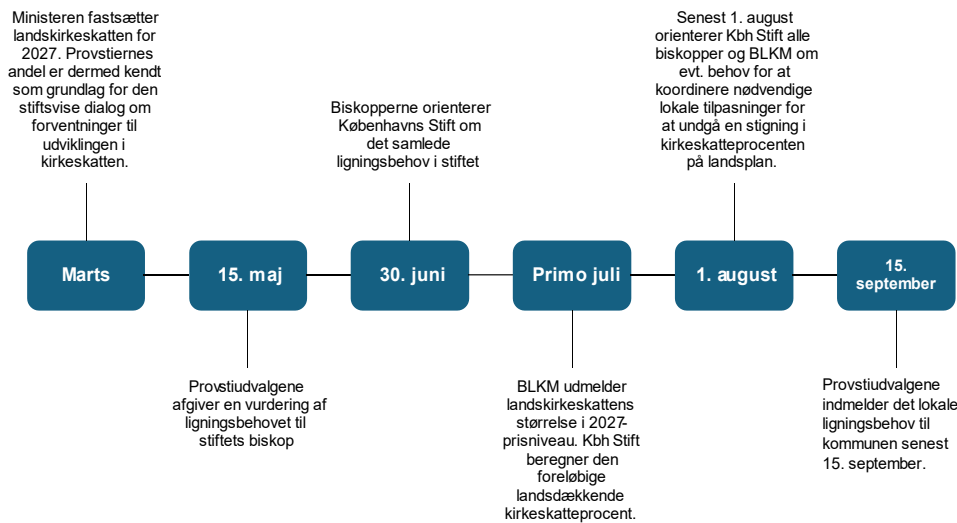 Ministeren fastsætter
landskirkeskatten for
2027. Provstiernes
andel er dermed kendt
som grundlag for den
stiftsvise dialog om
forventninger til
udviklingen i
kirkeskatten.
Marts
15. maj
Provstiudvalgene
afgiver en vurdering af
ligningsbehovet til
stiftets biskop
Biskopperne orienterer
Københavns Stift om
det samlede
ligningsbehov i stiftet
30. juni
Primo juli
BLKM udmelder
landskirkeskattens
størrelse i 2027-
prisniveau. Kbh Stift
beregner den
foreløbige
landsdækkende
kirkeskatteprocent.
Senest 1. august
orienterer Kbh Stift alle
biskopper og BLKM om
evt. behov for at
koordinere nødvendige
lokale tilpasninger for
at undgå en stigning i
kirkeskatteprocenten
på landsplan.
1. august
15.
september
Provstiudvalgene
indmelder det lokale
ligningsbehov til
kommunen senest
15. september.